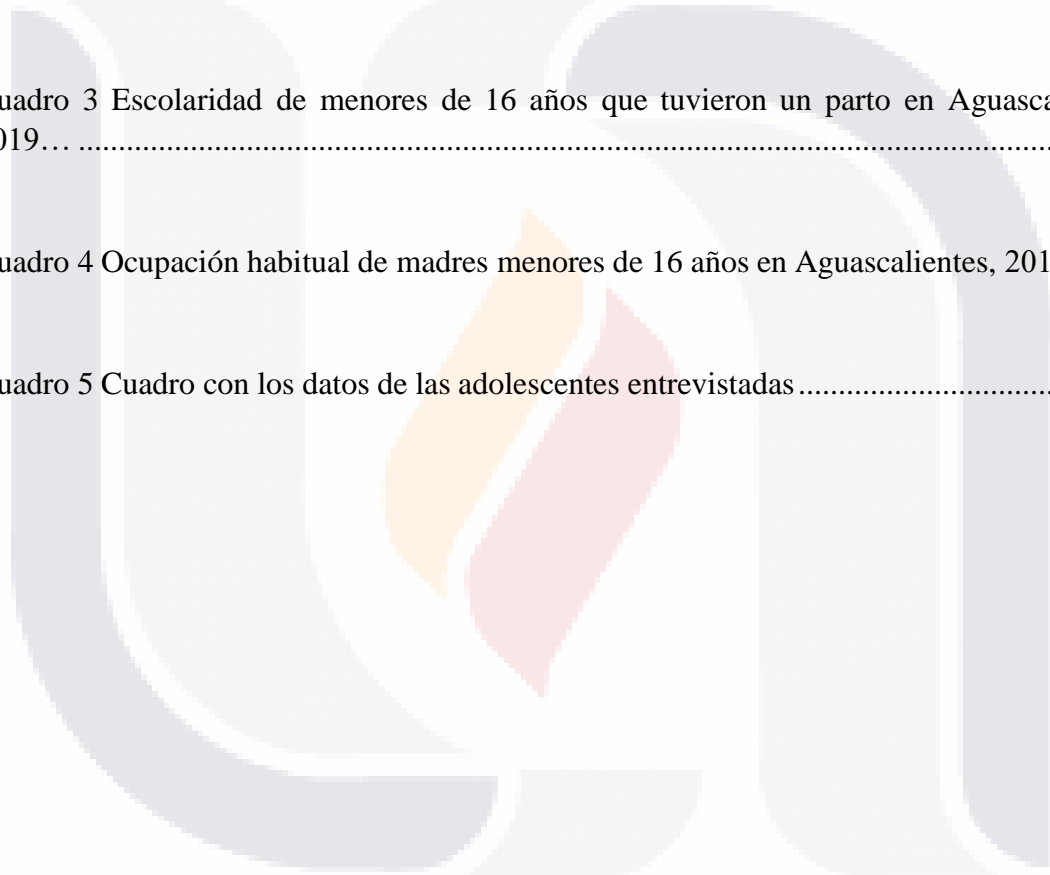 uadro 3 Escolaridad de menores de 16 años que tuvieron un parto en Aguasca
019… ....................................................................................................................................
uadro 4 Ocupación habitual de madres menores de 16 años en Aguascalientes, 201
uadro 5 Cuadro con los datos de las adolescentes entrevistadas ................................